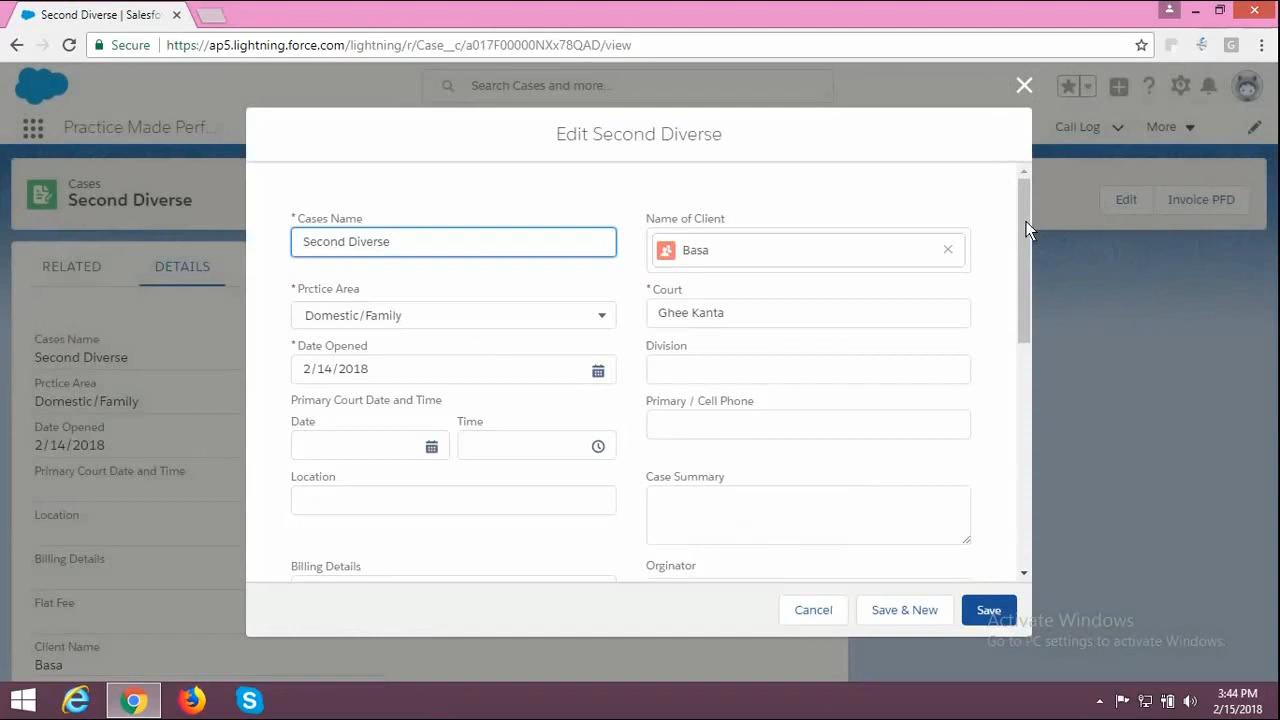 Second Diverse | Salesfo
Secure
https://ap5.lightning.force.com/lightning/r/Case__c/a017F00000NXx78QAD/view
Search Cases and more...
Practice Made Perf...
Call Log
More
Cases
Second Diverse
Edit
Invoice PFD
RELATED
DETAILS
Cases Name
Second Diverse
Prctice Area
Domestic/Family
Date Opened
2/14/2018
Primary Court Date and Time
Location
Billing Details
Flat Fee
Client Name
Basa
Edit Second Diverse
* Cases Name
Second Diverse
Name of Client
Basa
* Prctice Area
Domestic/Family
* Court
Ghee Kanta
* Date Opened
2/14/2018
Division
Primary Court Date and Time
Date
Time
Primary / Cell Phone
Location
Case Summary
Billing Details
Orginator
Cancel
Save & New
Save
Activate Windows
Go to PC settings to activate Windows.
3:44 PM
2/15/2018